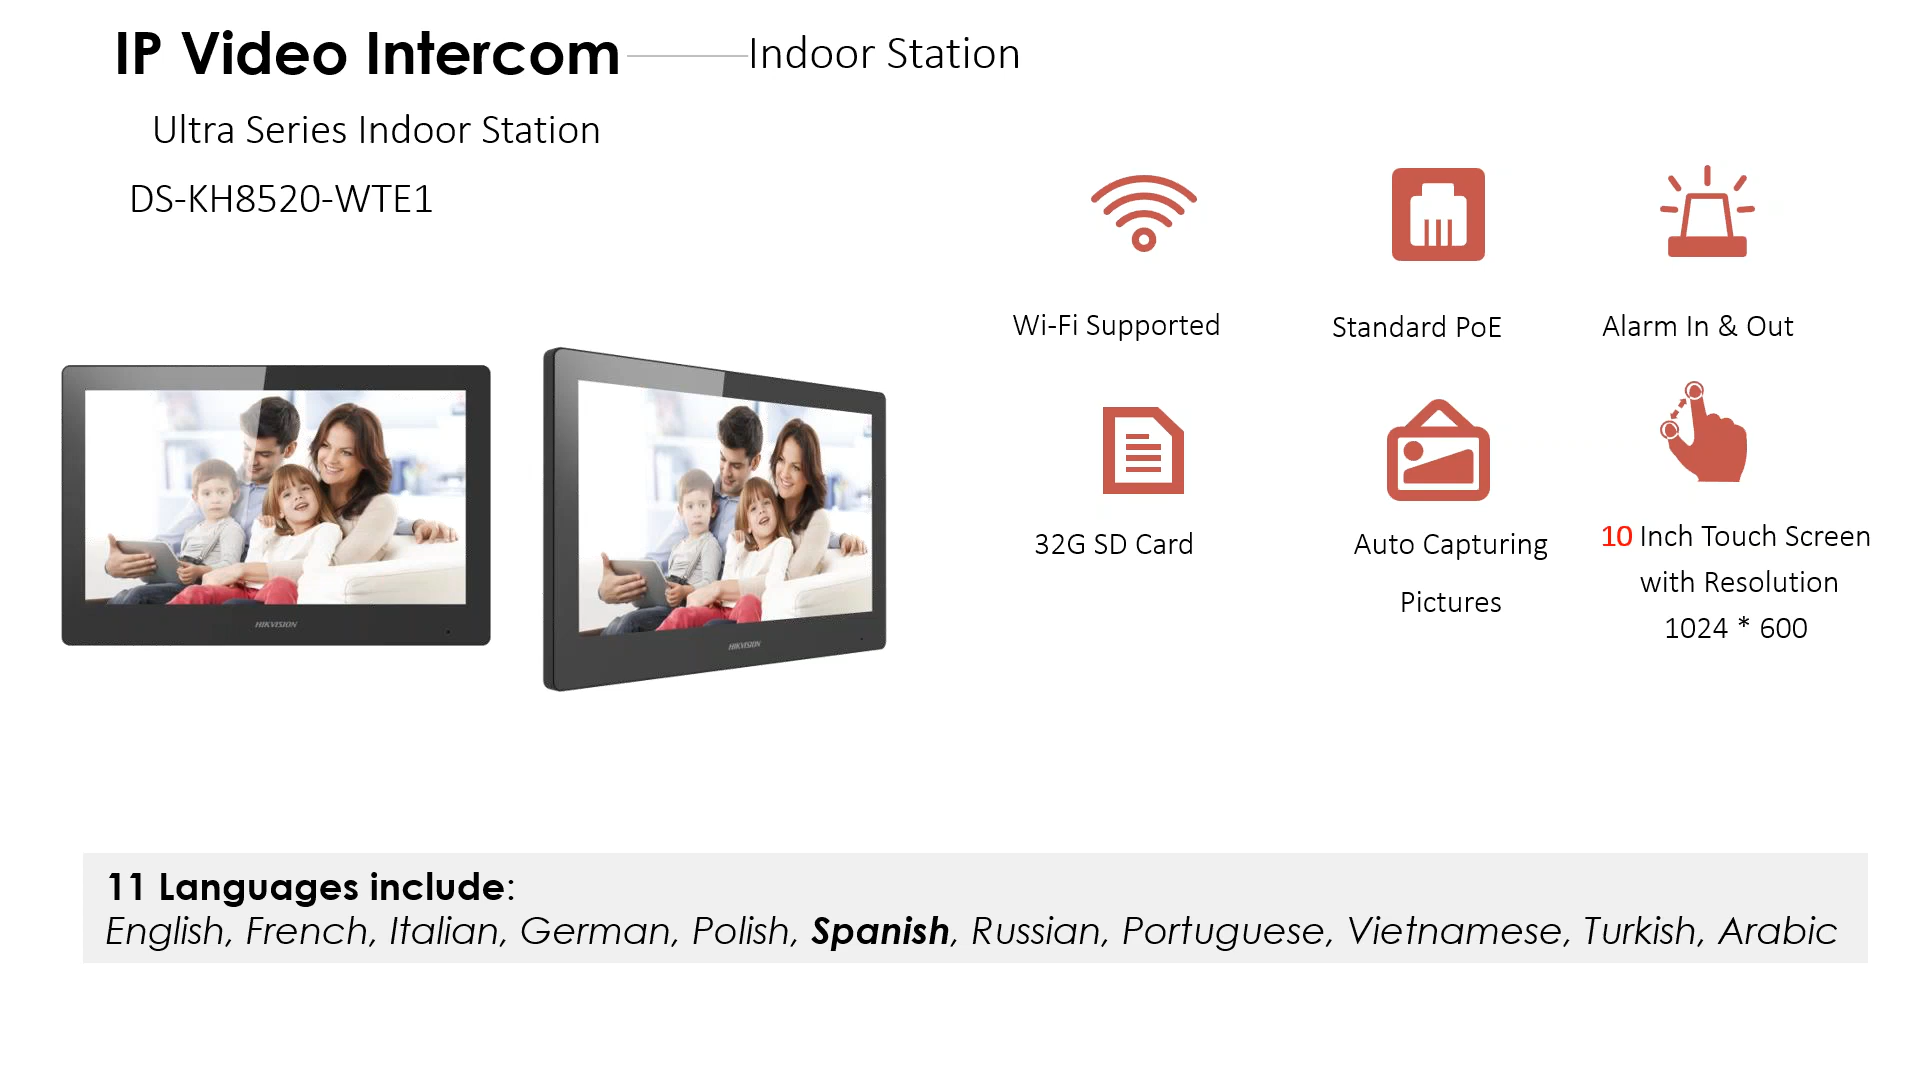 IP Video Intercom
Indoor Station
Ultra Series Indoor Station
DS-KH8520-WTE1
Wi-Fi Supported
Standard PoE
Alarm In & Out
32G SD Card
Auto Capturing
Pictures
10 Inch Touch Screen
with Resolution
1024 * 600
HIKVISION
HIKVISION
11 Languages include:
English, French, Italian, German, Polish, Spanish, Russian, Portuguese, Vietnamese, Turkish, Arabic